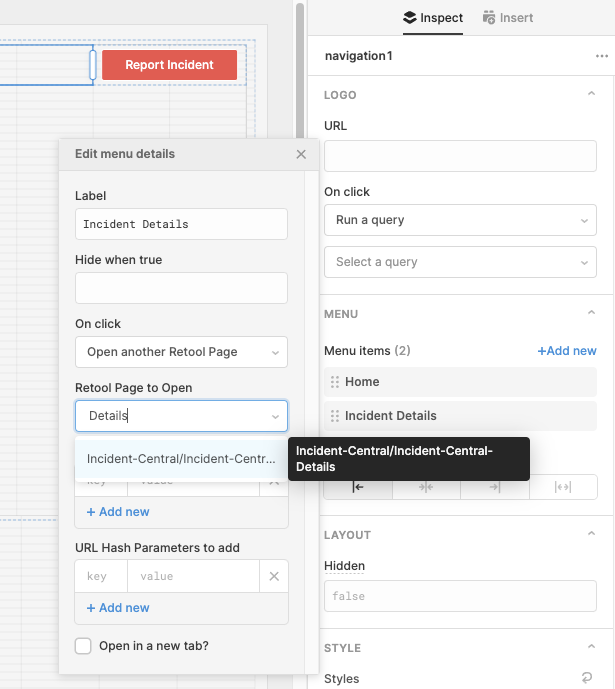 Inspect
Insert
navigation1
Report Incident
LOGO
URL
On click
Run a query
Select a query
MENU
Menu items (2)
+Add new
Home
Incident Details
Edit menu details
Label
Incident Details
Hide when true
On click
Open another Retool Page
Retool Page to Open
Details
Incident-Central/Incident-Centr...
Incident-Central/Incident-Central-
Details
key
value
+ Add new
URL Hash Parameters to add
key
value
+ Add new
Open in a new tab?
LAYOUT
Hidden
false
STYLE
Styles